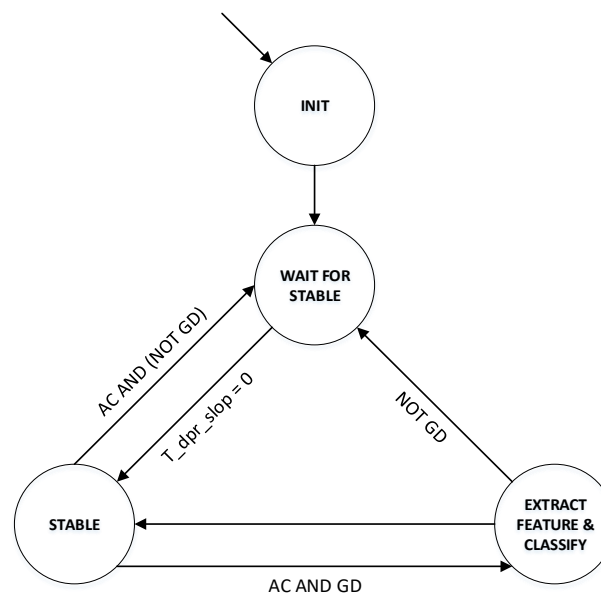 INIT
WAIT FOR
STABLE
AC AND (NOT GD)
T_dpr_slop = 0
NOT GD
STABLE
EXTRACT
FEATURE &
CLASSIFY
AC AND GD